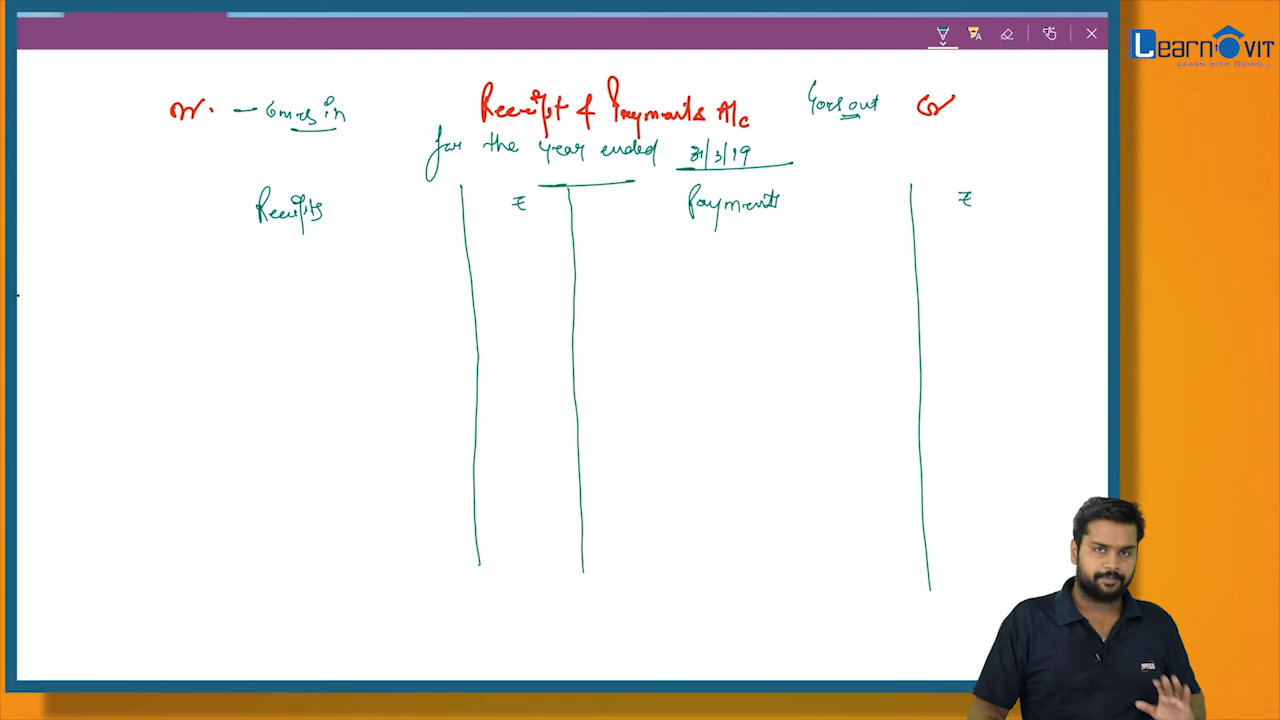 LearnOVIT
LEARN WITH DOING...
Dr. - Comes in Receipt & Payments A/c Goes out Cr
for the year ended 31/3/19
Receipts ₹ Payments ₹